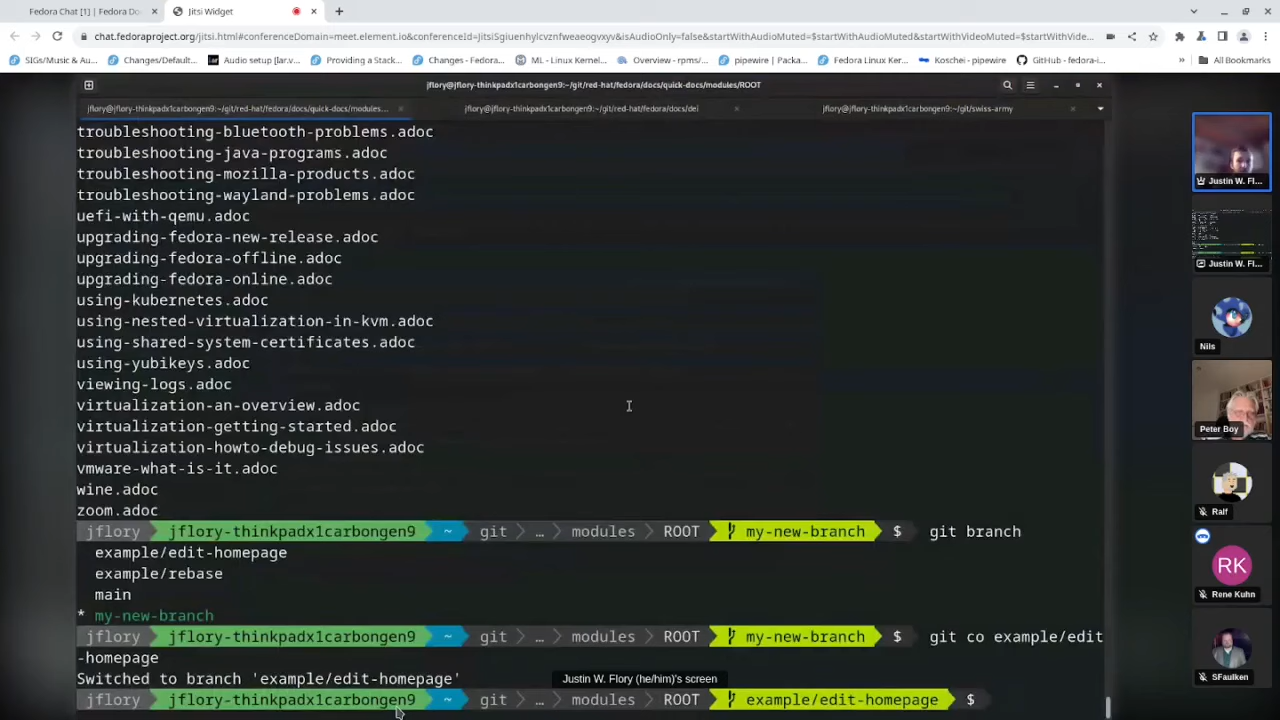 Fedora Chat [1] | Fedora Do
Jitsi Widget
chat.fedoraproject.org/jitsi.html#conferenceDomain=meet.element.io&conferenceId=JitsiSgiuenhylcvznfweaeogvxyv&isAudioOnly=false&startWithAudioMuted=$startWithAudioMuted&startWithVideoMuted=$startWithVideoMuted&...
SIGs/Music & Au...
Changes/Default...
Audio setup [lar.v...
Providing a Stack...
ML - Linux Kernel...
Overview - rpms/...
pipewire | Packa...
Changes - Fedora...
Fedora Linux Ker...
Koschei - pipewire
GitHub - fedora-i...
»
All Bookmarks
jflory@jflory-thinkpadx1carbongen9:~/git/red-hat/fedora/docs/quick-docs/modules/ROOT
jflory@jflory-thinkpadx1carbongen9:~/git/red-hat/fedora/docs/quick-docs/modules...
jflory@jflory-thinkpadx1carbongen9:~/git/red-hat/fedora/docs/del
jflory@jflory-thinkpadx1carbongen9:~/git/swiss-army
troubleshooting-bluetooth-problems.adoc
troubleshooting-java-programs.adoc
troubleshooting-mozilla-products.adoc
troubleshooting-wayland-problems.adoc
uefi-with-qemu.adoc
upgrading-fedora-new-release.adoc
upgrading-fedora-offline.adoc
upgrading-fedora-online.adoc
using-kubernetes.adoc
using-nested-virtualization-in-kvm.adoc
using-shared-system-certificates.adoc
using-yubikeys.adoc
viewing-logs.adoc
virtualization-an-overview.adoc
virtualization-getting-started.adoc
virtualization-howto-debug-issues.adoc
vmware-what-is-it.adoc
wine.adoc
zoom.adoc
jflory jflory-thinkpadx1carbongen9 ~ git … modules ROOT my-new-branch $ git branch
example/edit-homepage
example/rebase
main
* my-new-branch
jflory jflory-thinkpadx1carbongen9 ~ git … modules ROOT my-new-branch $ git co example/edit
-homepage
Switched to branch 'example/edit-homepage'
jflory jflory-thinkpadx1carbongen9 ~ git … modules ROOT example/edit-homepage $
Justin W. Flory (he/him)'s screen
Justin W. Fl...
Justin W. Fl...
Nils
Peter Boy
Ralf
RK
Rene Kuhn
SFaulken